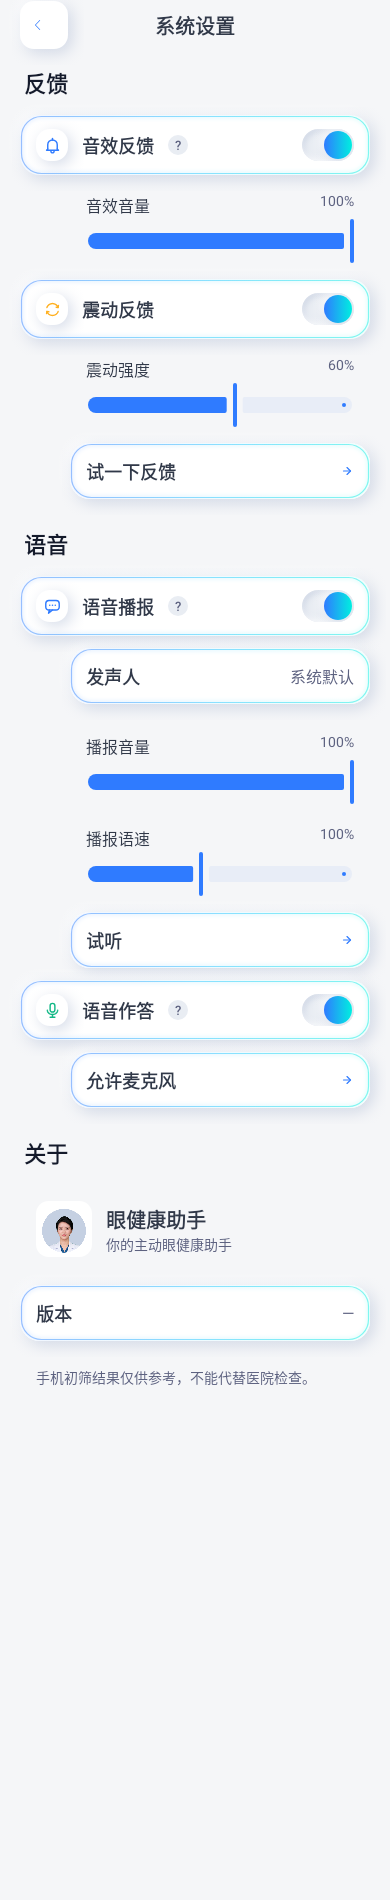 系统设置
反馈
音效反馈 ?
音效音量 100%
震动反馈
震动强度 60%
试一下反馈
语音
语音播报 ?
发声人 系统默认
播报音量 100%
播报语速 100%
试听
语音作答 ?
允许麦克风
关于
眼健康助手
你的主动眼健康助手
版本 —
手机初筛结果仅供参考，不能代替医院检查。